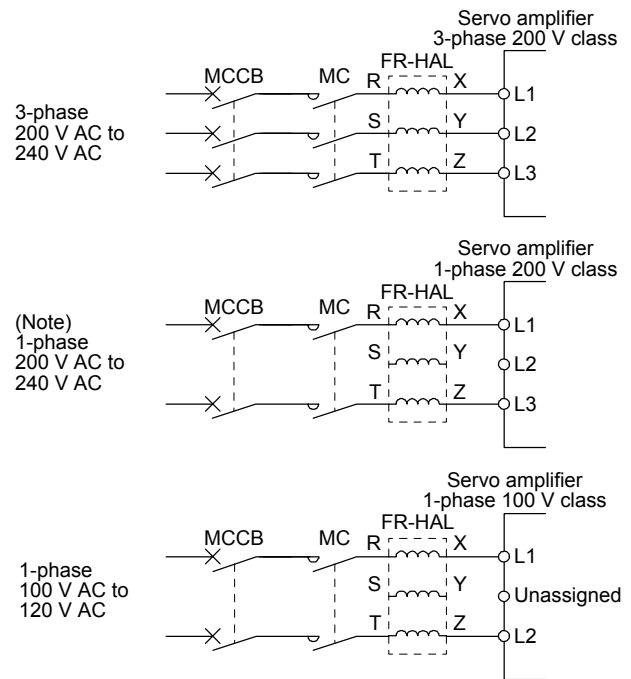 Servo amplifier
3-phase 200 V class
FR-HAL
MCCB MC R X
L1
3-phase
200 V AC to
240 V AC
S Y
L2
T Z
L3
Servo amplifier
1-phase 200 V class
FR-HAL
MCCB MC R X
L1
(Note)
1-phase
200 V AC to
240 V AC
S Y
L2
T Z
L3
Servo amplifier
1-phase 100 V class
FR-HAL
MCCB MC R X
L1
1-phase
100 V AC to
120 V AC
S Y
Unassigned
T Z
L2